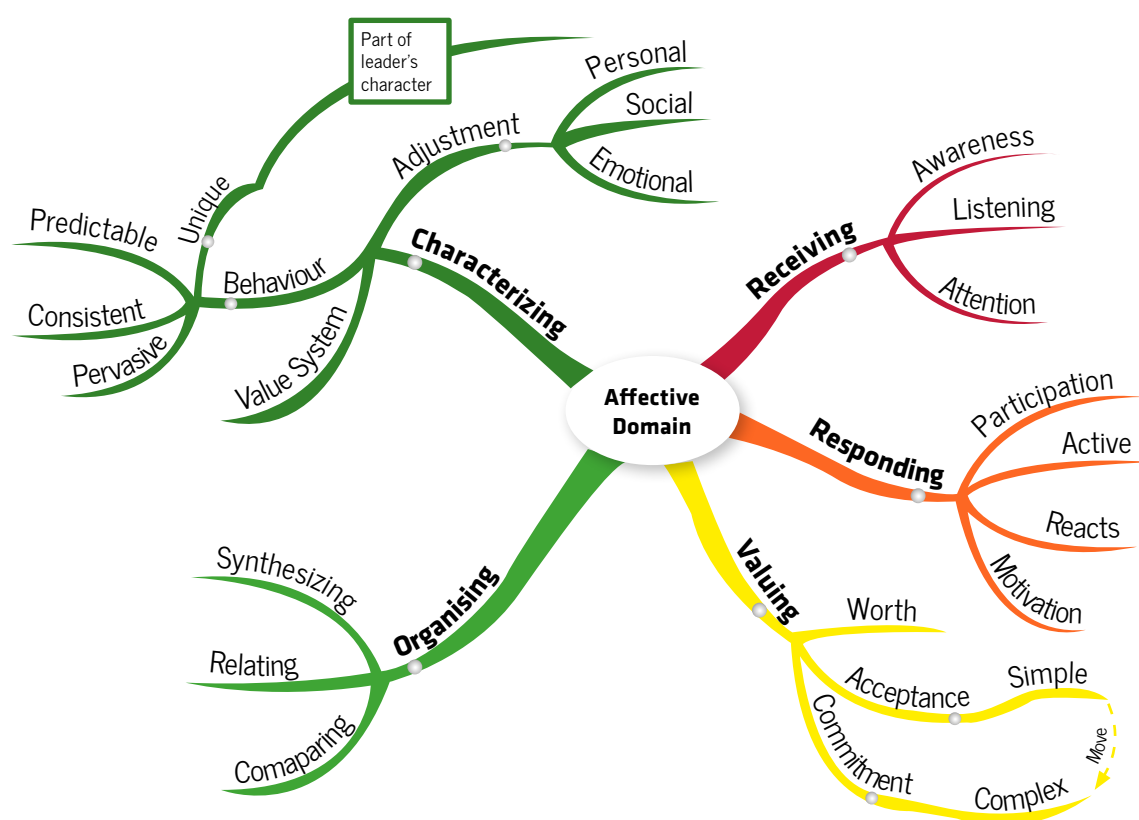 Affective
Domain
Receiving
Awareness
Listening
Attention
Responding
Participation
Active
Reacts
Motivation
Valuing
Worth
Acceptance
Simple
Move
Commitment
Complex
Organising
Synthesizing
Relating
Comaparing
Characterizing
Adjustment
Personal
Social
Emotional
Behaviour
Unique
Part of
leader's
character
Predictable
Consistent
Pervasive
Value System